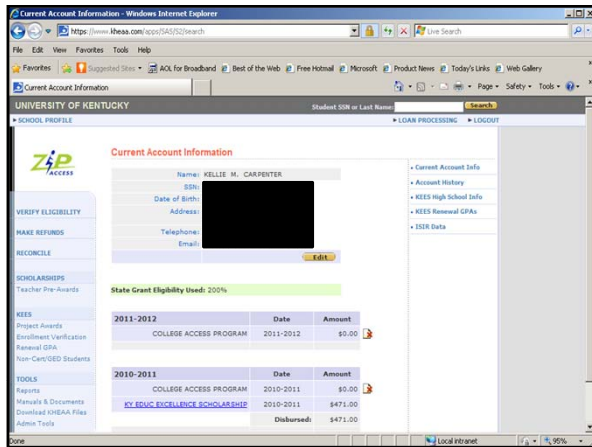 Current Account Information - Windows Internet Explorer
https://www.kheaa.com/apps/SAS/S2/search
Live Search
File Edit View Favorites Tools Help
Favorites Suggested Sites AOL for Broadband Best of the Web Free Hotmail Microsoft Product News Today's Links Web Gallery
Current Account Information
Page Safety Tools
UNIVERSITY OF KENTUCKY
Student SSN or Last Name: Search
SCHOOL PROFILE
LOAN PROCESSING LOGOUT
ZiP
ACCESS
VERIFY ELIGIBILITY
MAKE REFUNDS
RECONCILE
SCHOLARSHIPS
Teacher Pre-Awards
KEES
Project Awards
Enrollment Verification
Renewal GPA
Non-Cert/GED Students
TOOLS
Reports
Manuals & Documents
Download KHEAA Files
Admin Tools
Current Account Information
Name: KELLIE M. CARPENTER
SSN:
Date of Birth:
Address:
Telephone:
Email:
Edit
State Grant Eligibility Used: 200%
2011-2012 Date Amount
COLLEGE ACCESS PROGRAM 2011-2012 $0.00
2010-2011 Date Amount
COLLEGE ACCESS PROGRAM 2010-2011 $0.00
KY EDUC EXCELLENCE SCHOLARSHIP 2010-2011 $471.00
Disbursed: $471.00
Current Account Info
Account History
KEES High School Info
KEES Renewal GPAs
ISIR Data
Done
Local intranet
95%